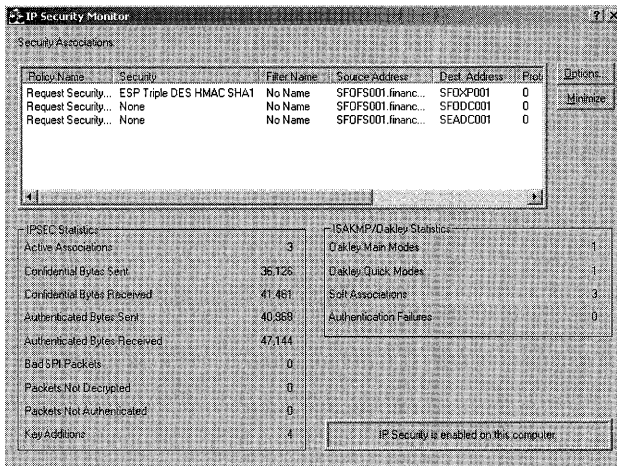 IP Security Monitor
Security Associations:
Policy Name Security Filter Name Source Address Dest. Address Prot
Request Security... ESP Triple DES HMAC SHA1 No Name SFOFS001.financ... SFOXP001 0
Request Security... None No Name SFOFS001.financ... SFODC001 0
Request Security... None No Name SFOFS001.financ... SEADC001 0
Options...
Minimize
IPSEC Statistics
Active Associations 3
Confidential Bytes Sent 36,126
Confidential Bytes Received 41,461
Authenticated Bytes Sent 40,968
Authenticated Bytes Received 47,144
Bad SPI Packets 0
Packets Not Decrypted 0
Packets Not Authenticated 0
Key Additions 4
ISAKMP/Oakley Statistics
Oakley Main Modes 1
Oakley Quick Modes 1
Soft Associations 3
Authentication Failures 0
IP Security is enabled on this computer